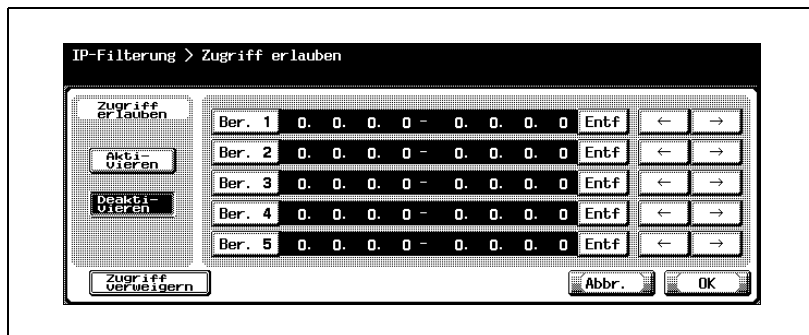 IP-Filterung > Zugriff erlauben
Zugriff
erlauben
Akti-
vieren
Deakti-
vieren
Ber. 1 0. 0. 0. 0 - 0. 0. 0. 0 Entf ← →
Ber. 2 0. 0. 0. 0 - 0. 0. 0. 0 Entf ← →
Ber. 3 0. 0. 0. 0 - 0. 0. 0. 0 Entf ← →
Ber. 4 0. 0. 0. 0 - 0. 0. 0. 0 Entf ← →
Ber. 5 0. 0. 0. 0 - 0. 0. 0. 0 Entf ← →
Zugriff
verweigern
Abbr. OK